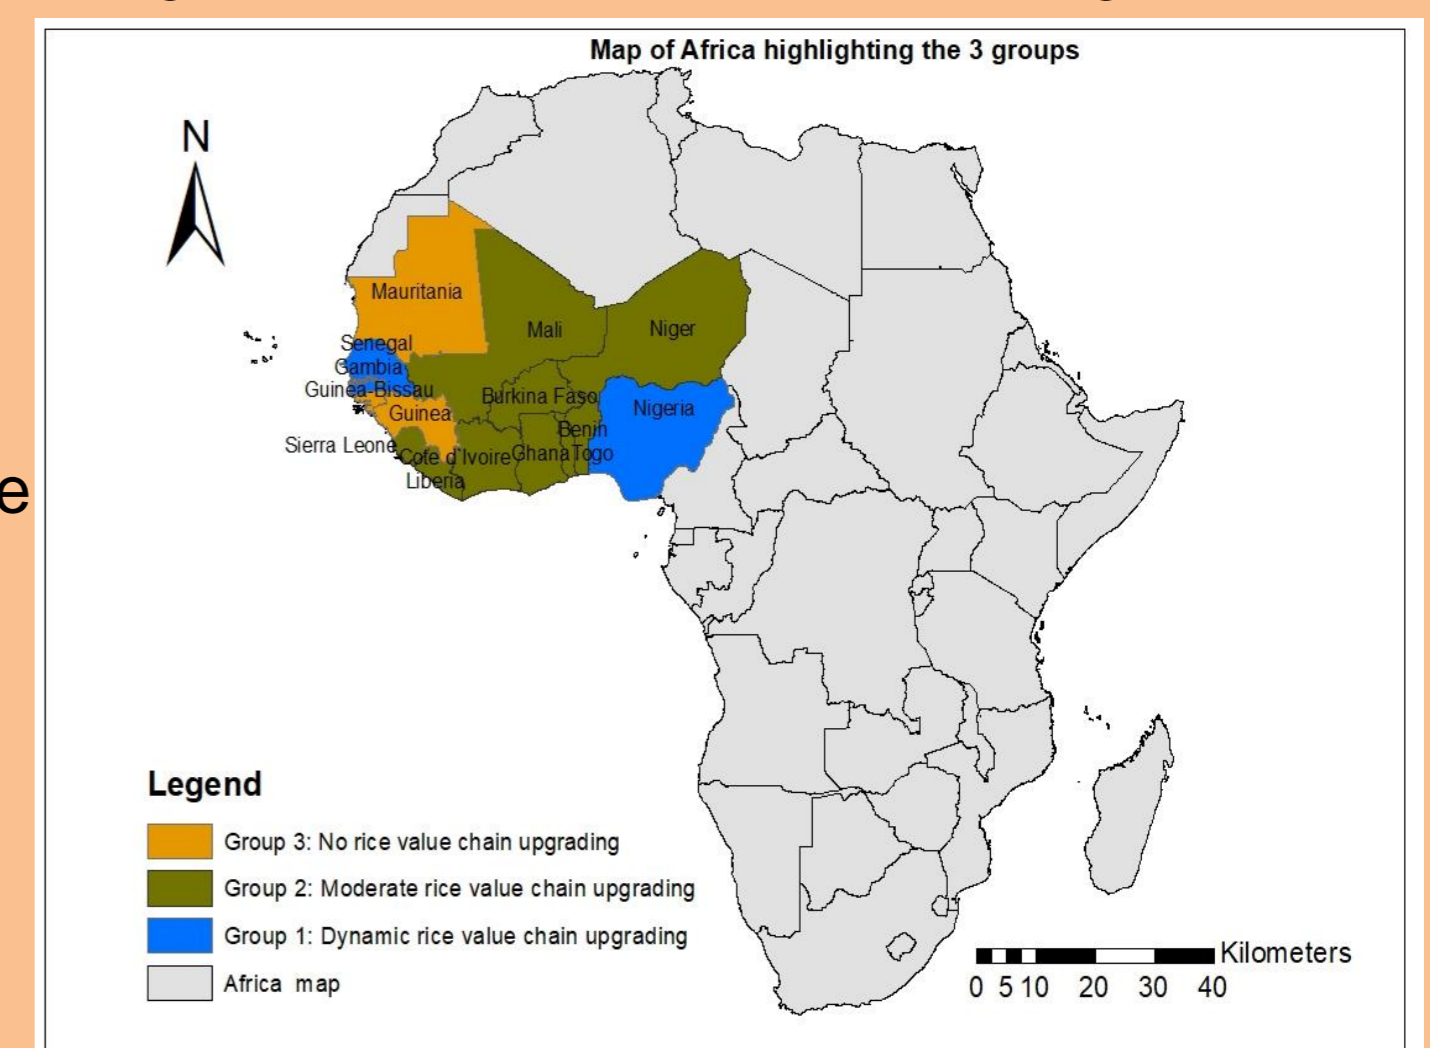 Map of Africa highlighting the 3 groups
N
Mauritania
Mali
Niger
Senegal
Gambia
Guinea-Bissau
Burkina Faso
Nigeria
Guinea
Benin
Sierra Leone
Cote d'Ivoire
Ghana
Togo
Liberia
e
Legend
Group 3: No rice value chain upgrading
Group 2: Moderate rice value chain upgrading
Group 1: Dynamic rice value chain upgrading
Africa map
Kilometers
0 5 10 20 30 40